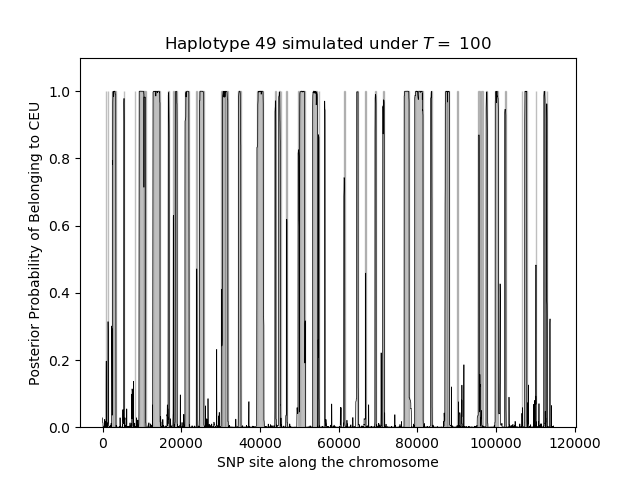 Haplotype 49 simulated under T = 100
Posterior Probability of Belonging to CEU
1.0
0.8
0.6
0.4
0.2
0.0
0 20000 40000 60000 80000 100000 120000
SNP site along the chromosome